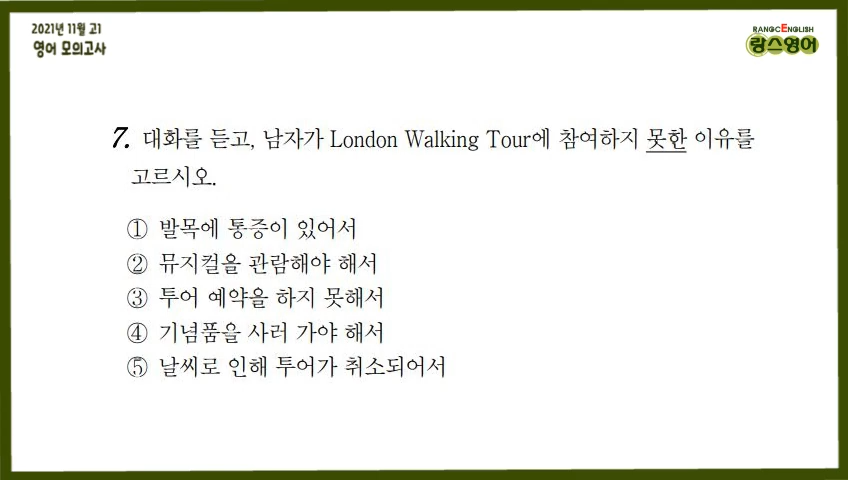 2021년 11월 고1
영어 모의고사
RANGCENGLISH
랑스영어
7. 대화를 듣고, 남자가 London Walking Tour에 참여하지 못한 이유를
고르시오.
① 발목에 통증이 있어서
② 뮤지컬을 관람해야 해서
③ 투어 예약을 하지 못해서
④ 기념품을 사러 가야 해서
⑤ 날씨로 인해 투어가 취소되어서